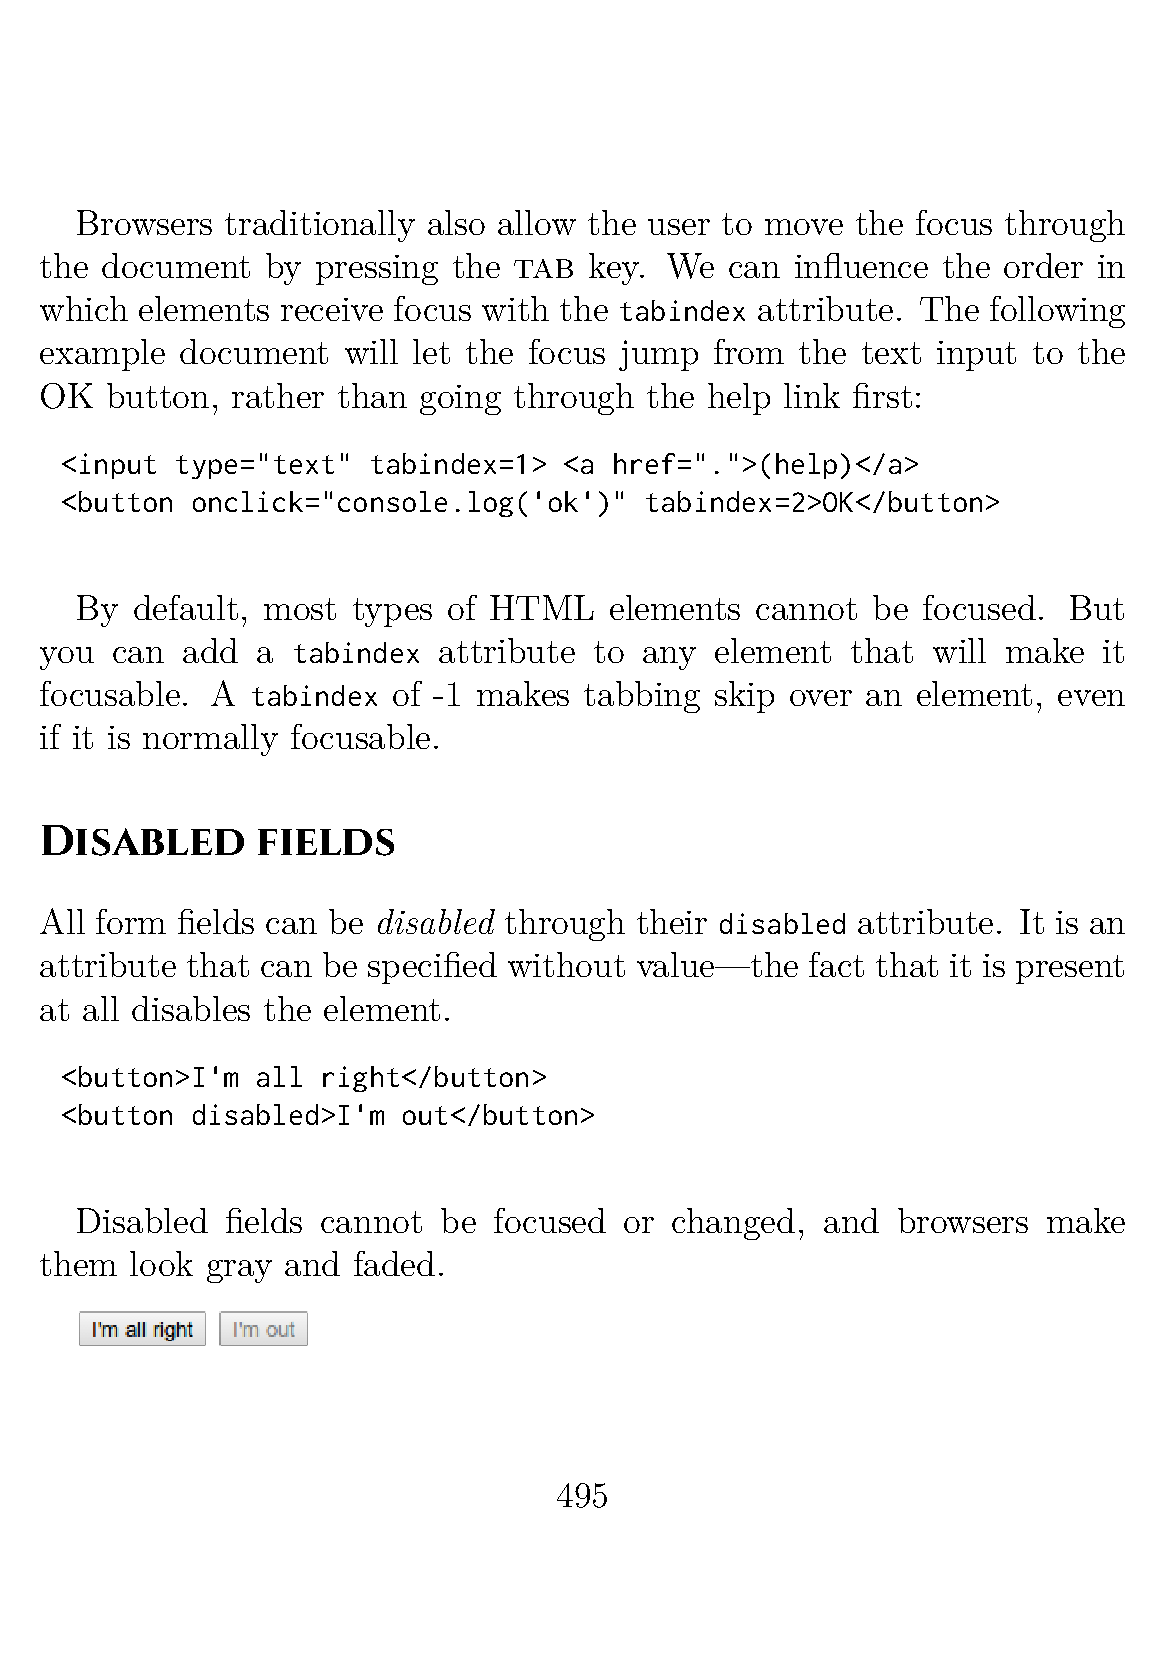 Browsers traditionally also allow the user to move the focus through
the document by pressing the TAB key. We can influence the order in
which elements receive focus with the tabindex attribute. The following
example document will let the focus jump from the text input to the
OK button, rather than going through the help link first:
<input type="text" tabindex=1> <a href=".">(help)</a>
<button onclick="console.log('ok')" tabindex=2>OK</button>
By default, most types of HTML elements cannot be focused. But
you can add a tabindex attribute to any element that will make it
focusable. A tabindex of -1 makes tabbing skip over an element, even
if it is normally focusable.
Disabled fields
All form fields can be disabled through their disabled attribute. It is an
attribute that can be specified without value—the fact that it is present
at all disables the element.
<button>I'm all right</button>
<button disabled>I'm out</button>
Disabled fields cannot be focused or changed, and browsers make
them look gray and faded.
I'm all right I'm out
495